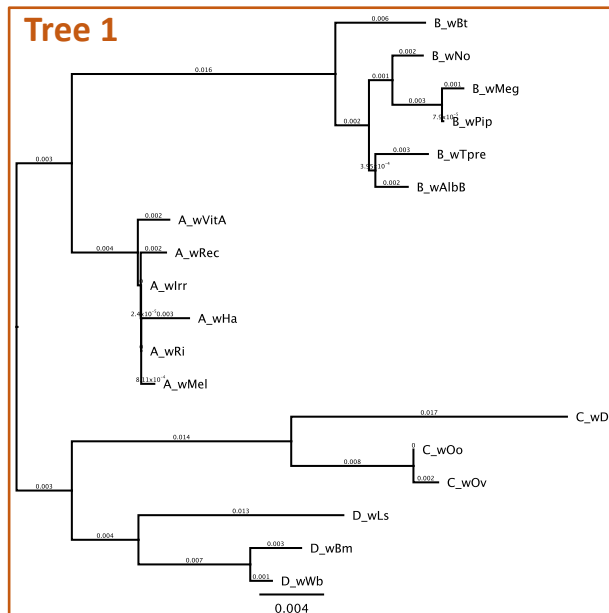 Tree 1
0.006
B_wBt
0.002
B_wNo
0.016
0.001
0.001
B_wMeg
0.003
B_wPip
0.002
0.003
B_wTpre
0.002
B_wAlbB
0.003
0.002
A_wVitA
0.004
0.002
A_wRec
A_wIrr
0.003
A_wHa
A_wRi
A_wMel
0.017
C_wD
0.014
0
C_wOo
0.008
0.002
C_wOv
0.003
0.013
D_wLs
0.004
0.003
D_wBm
0.007
0.001
D_wWb
0.004